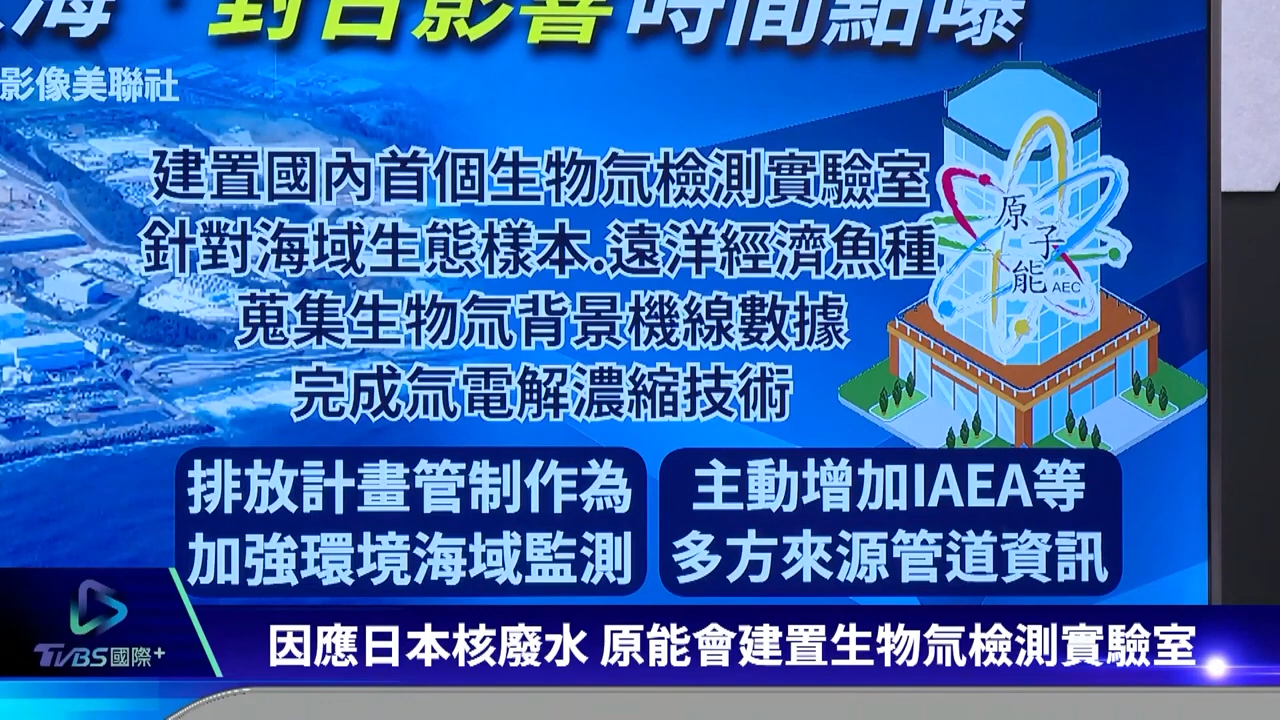 海 對台影響時間點曝
影像美聯社
建置國內首個生物氚檢測實驗室
針對海域生態樣本.遠洋經濟魚種
蒐集生物氚背景機線數據
完成氚電解濃縮技術
原子能
AEC
排放計畫管制作為
加強環境海域監測
主動增加IAEA等
多方來源管道資訊
TVBS國際+
因應日本核廢水 原能會建置生物氚檢測實驗室